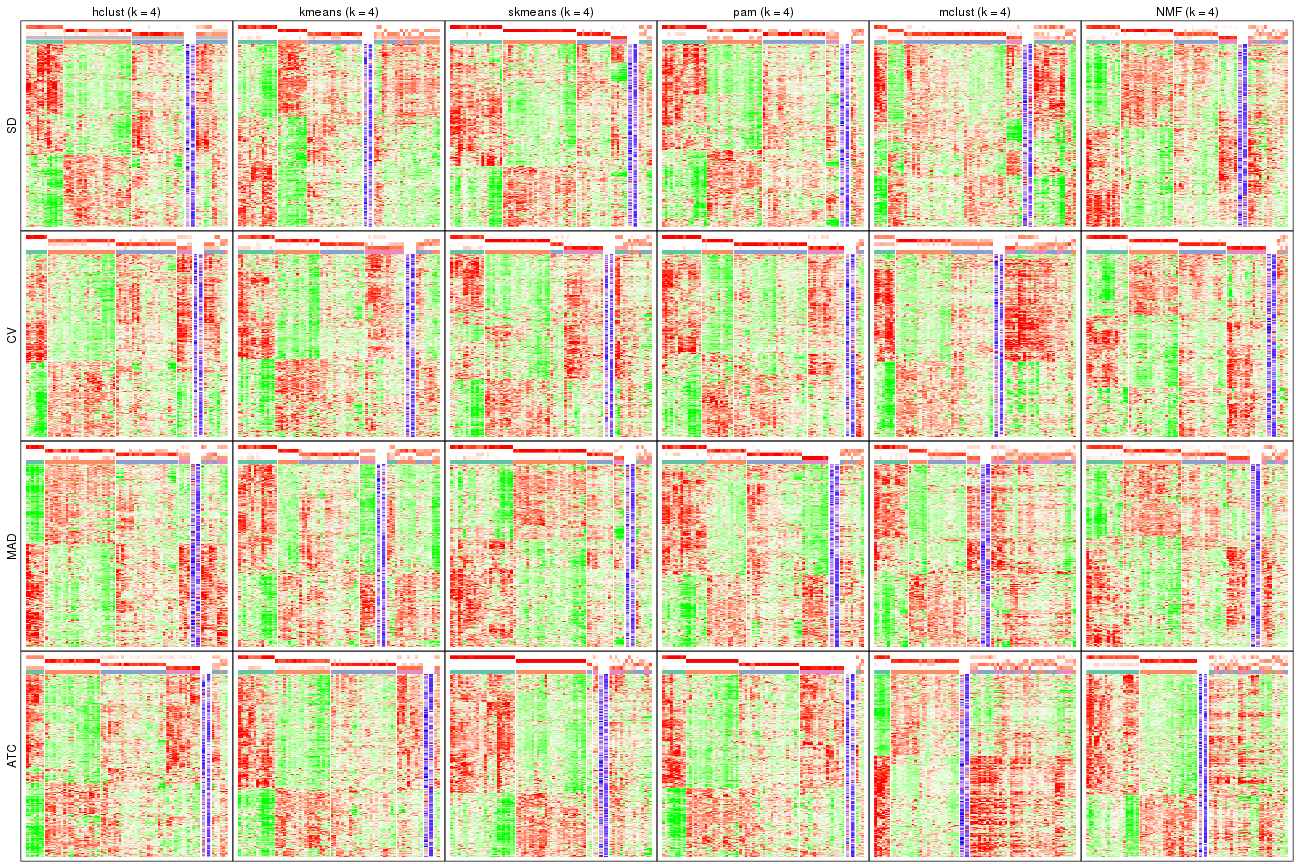 hclust (k = 4) kmeans (k = 4) skmeans (k = 4) pam (k = 4) mclust (k = 4) NMF (k = 4)
SD
CV
MAD
ATC